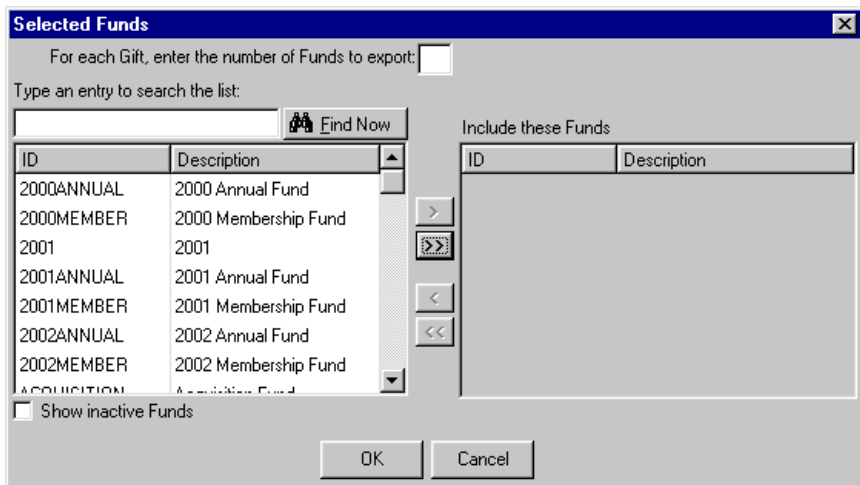 Selected Funds
For each Gift, enter the number of Funds to export:
Type an entry to search the list:
Find Now
Include these Funds
ID Description
ID Description
2000ANNUAL 2000 Annual Fund
2000MEMBER 2000 Membership Fund
>
2001 2001
>>
2001ANNUAL 2001 Annual Fund
2001MEMBER 2001 Membership Fund
<
2002ANNUAL 2002 Annual Fund
<<
2002MEMBER 2002 Membership Fund
ACQUISITION Acquisition Fund
Show inactive Funds
OK Cancel